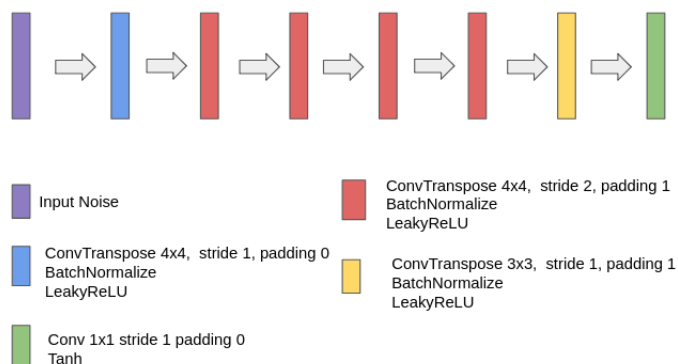 Input Noise
ConvTranspose 4x4, stride 1, padding 0
BatchNormalize
LeakyReLU
Conv 1x1 stride 1 padding 0
Tanh
ConvTranspose 4x4, stride 2, padding 1
BatchNormalize
LeakyReLU
ConvTranspose 3x3, stride 1, padding 1
BatchNormalize
LeakyReLU